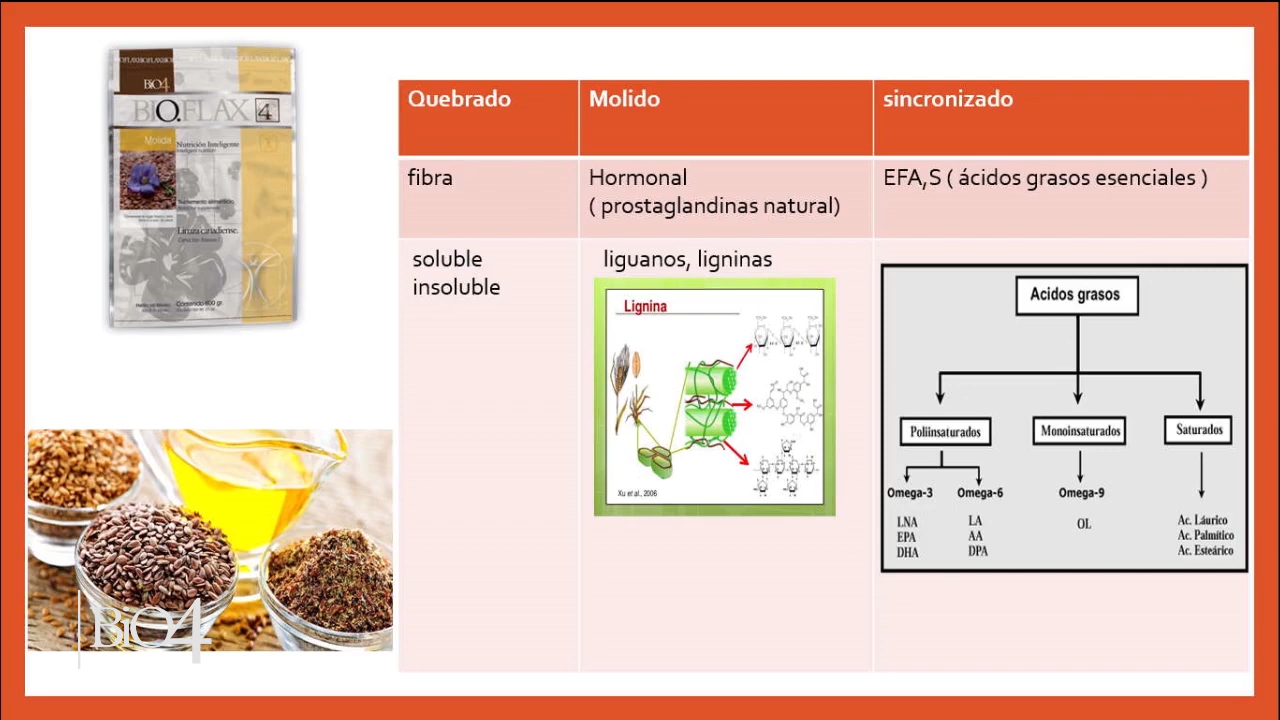 BiO4
BIO.FLAX 4
Molida
Nutrición Inteligente
Linaza canadiense.
Contenido 600 gr.
Quebrado
Molido
sincronizado
fibra
Hormonal
( prostaglandinas natural)
EFA,S ( ácidos grasos esenciales )
soluble
insoluble
liguanos, ligninas
Lignina
Xu et al., 2006
Acidos grasos
Poliinsaturados
Monoinsaturados
Saturados
Omega-3
Omega-6
Omega-9
LNA
EPA
DHA
LA
AA
DPA
OL
Ac. Láurico
Ac. Palmítico
Ac. Esteárico
BiO4